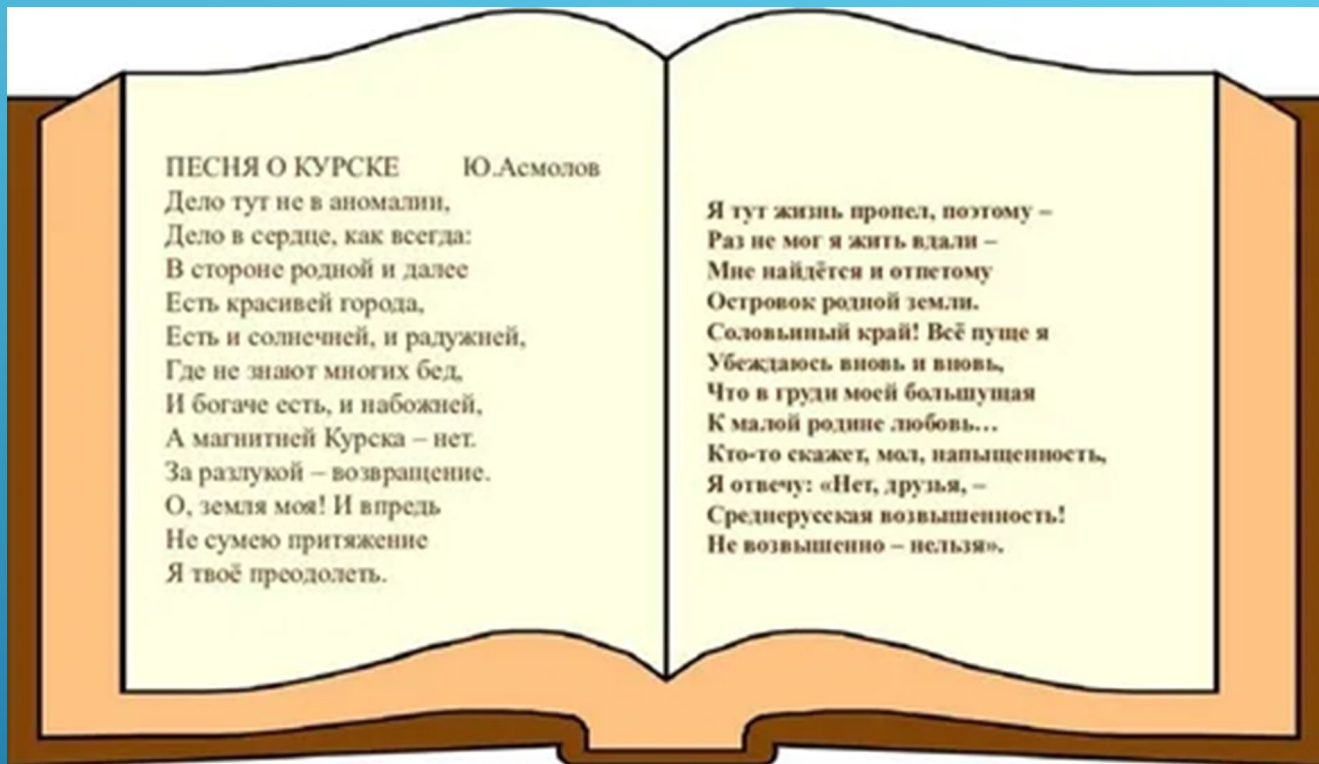 ПЕСНЯ О КУРСКЕ Ю.Асмолов
Дело тут не в аномалии,
Дело в сердце, как всегда:
В стороне родной и далее
Есть красивей города,
Есть и солнечней, и радужней,
Где не знают многих бед,
И богаче есть, и набожней,
А магнитней Курска – нет.
За разлукой – возвращение.
О, земля моя! И впредь
Не сумею притяжение
Я твоё преодолеть.
Я тут жизнь пропел, поэтому –
Раз не мог я жить вдали –
Мне найдётся и отпетому
Островок родной земли.
Соловьиный край! Всё пуще я
Убеждаюсь вновь и вновь,
Что в груди моей большущая
К малой родине любовь…
Кто-то скажет, мол, напыщенность,
Я отвечу: «Нет, друзья, –
Среднерусская возвышенность!
Не возвышенно – нельзя».